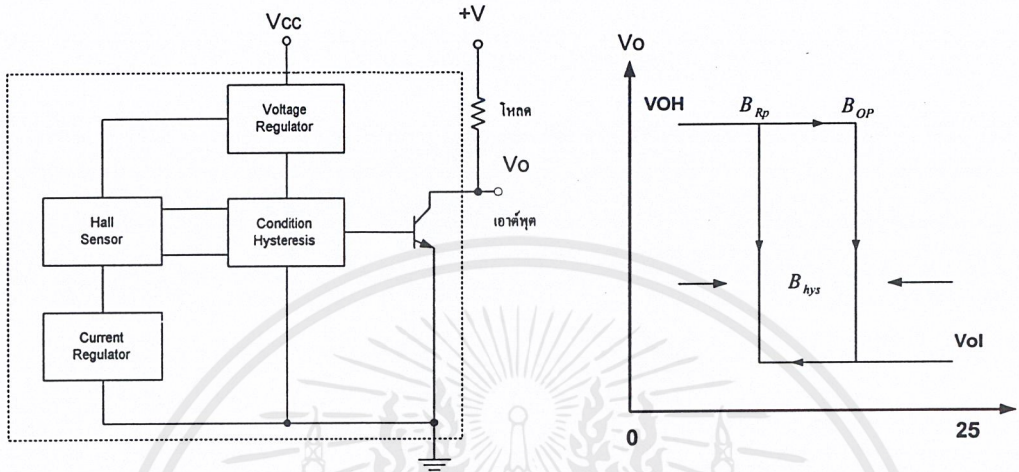 Vcc
+V
Voltage
Regulator
โหลด
Vo
เอาต์พุต
Hall
Sensor
Condition
Hysteresis
Current
Regulator
Vo
VOH
B_Rp
B_OP
B_hys
Vol
0
25